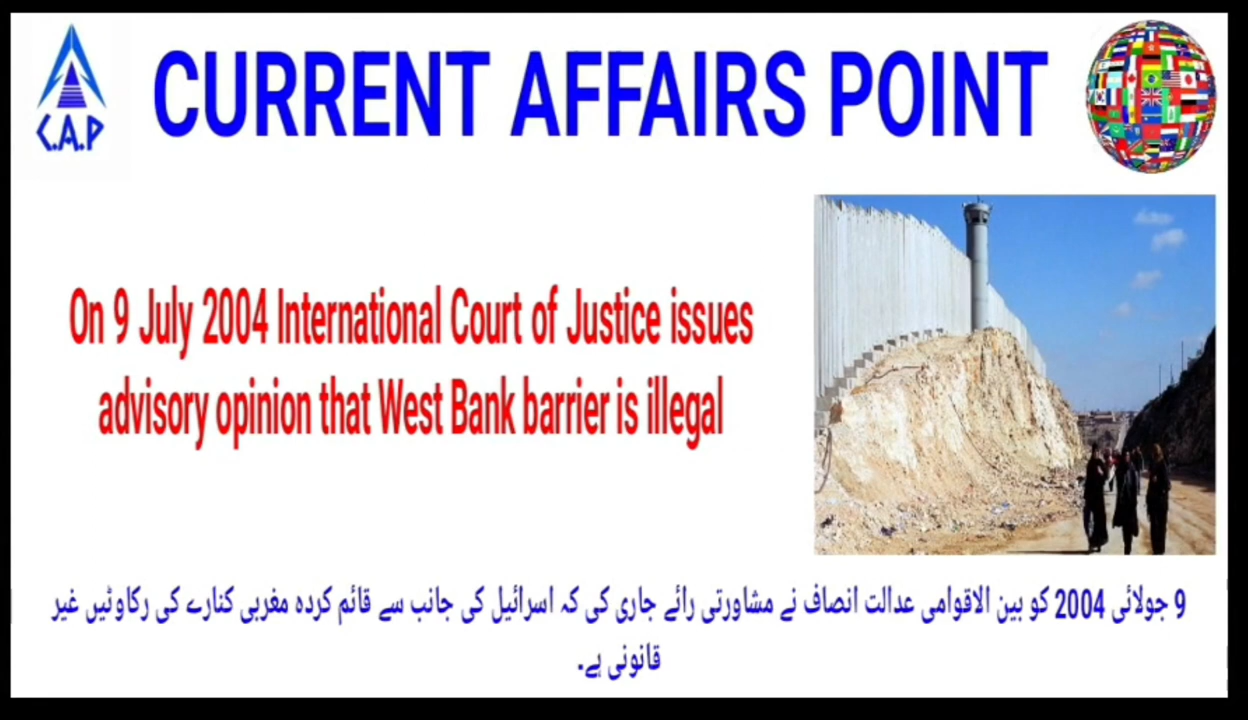 C.A.P
CURRENT AFFAIRS POINT
On 9 July 2004 International Court of Justice issues
advisory opinion that West Bank barrier is illegal
9 جولائی 2004 کو بین الاقوامی عدالت انصاف نے مشاورتی رائے جاری کی کہ اسرائیل کی جانب سے قائم کردہ مغربی کنارے کی رکاوٹیں غیر
قانونی ہے۔